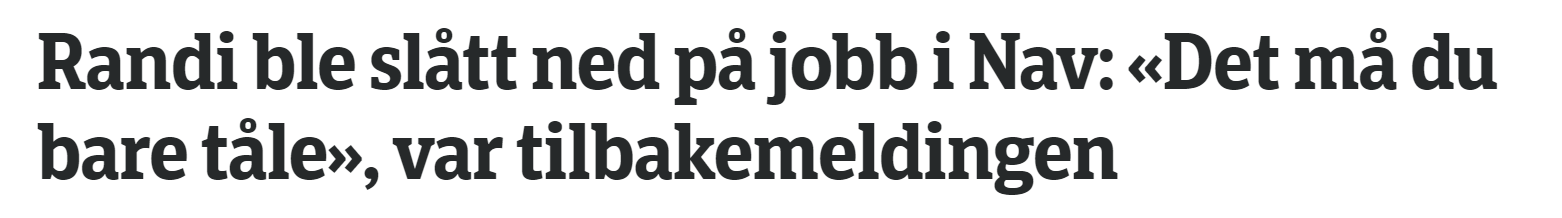 Randi ble slått ned på jobb i Nav: «Det må du
bare tåle», var tilbakemeldingen